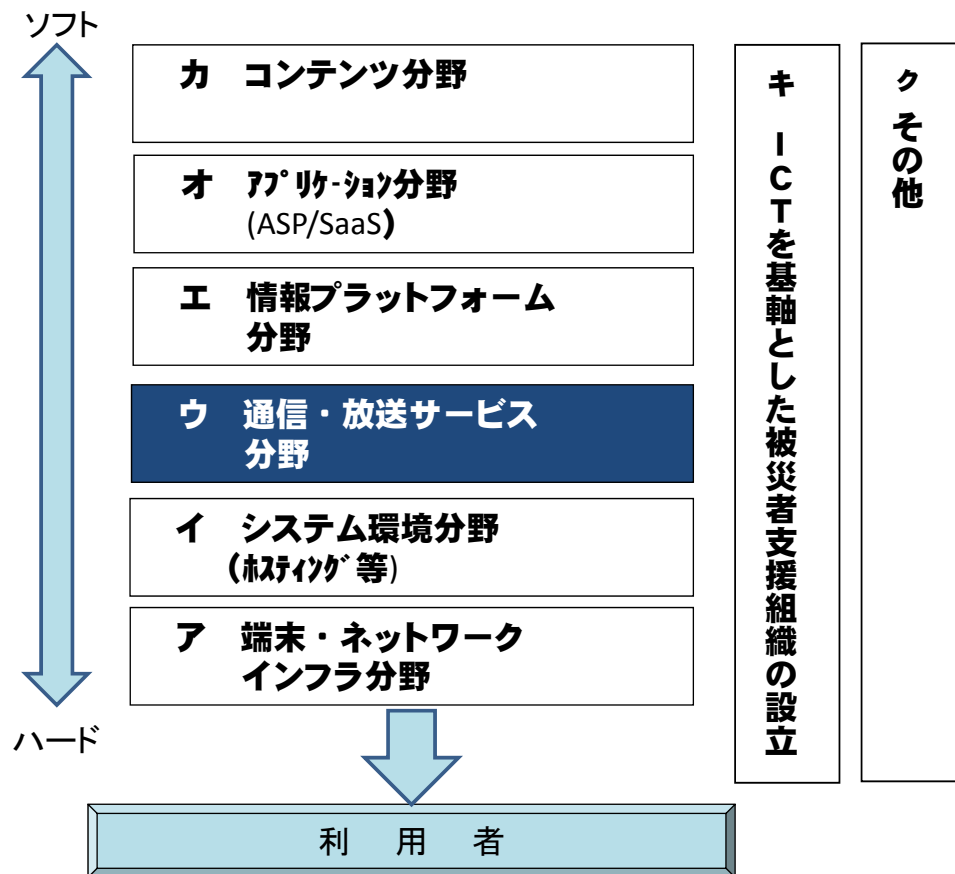 ソフト
カ コンテンツ分野
オ ｱﾌﾟﾘｹ-ｼｮﾝ分野
(ASP/SaaS)
エ 情報プラットフォーム
分野
ウ 通信・放送サービス
分野
イ システム環境分野
(ﾎｽﾃｨﾝｸﾞ等)
ア 端末・ネットワーク
インフラ分野
ハード
キ ICTを基軸とした被災者支援組織の設立
ク その他
利 用 者